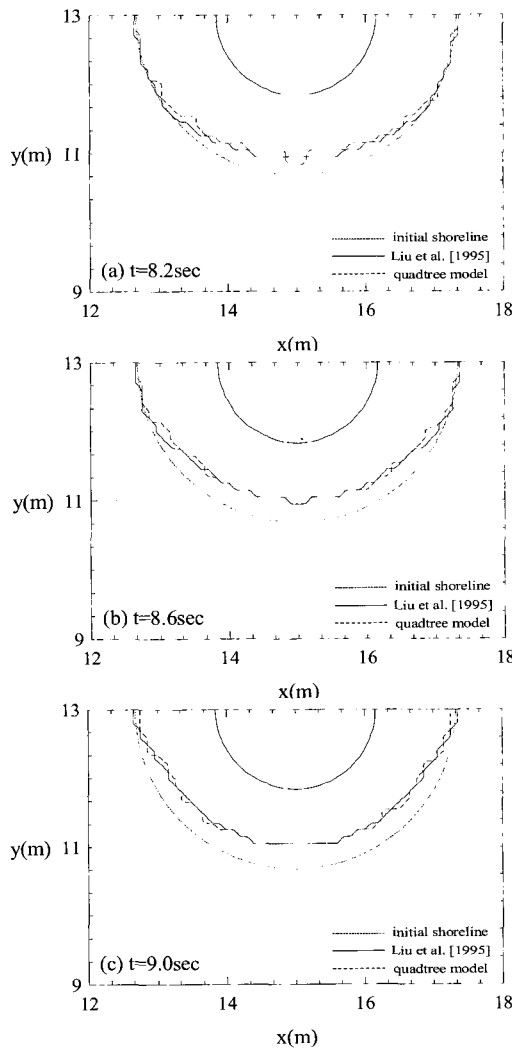 13
y(m)
11
initial shoreline
Liu et al. [1995]
quadtree model
(a) t=8.2sec
9
12 14 16 18
x(m)
13
y(m)
11
initial shoreline
Liu et al. [1995]
quadtree model
(b) t=8.6sec
9
12 14 16 18
x(m)
13
y(m)
11
initial shoreline
Liu et al. [1995]
quadtree model
(c) t=9.0sec
9
12 14 16 18
x(m)